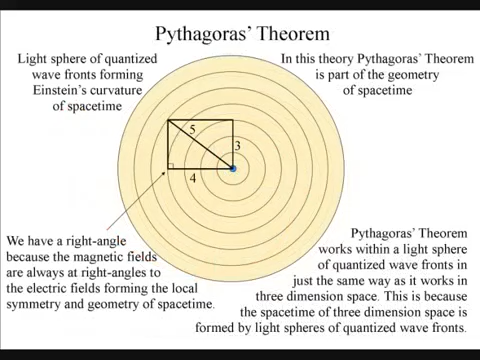 Pythagoras' Theorem
Light sphere of quantized
wave fronts forming
Einstein's curvature
of spacetime
In this theory Pythagoras' Theorem
is part of the geometry
of spacetime
5
3
4
We have a right-angle
because the magnetic fields
are always at right-angles to
the electric fields forming the local
symmetry and geometry of spacetime.
Pythagoras' Theorem
works within a light sphere
of quantized wave fronts in
just the same way as it works in
three dimension space. This is because
the spacetime of three dimension space is
formed by light spheres of quantized wave fronts.